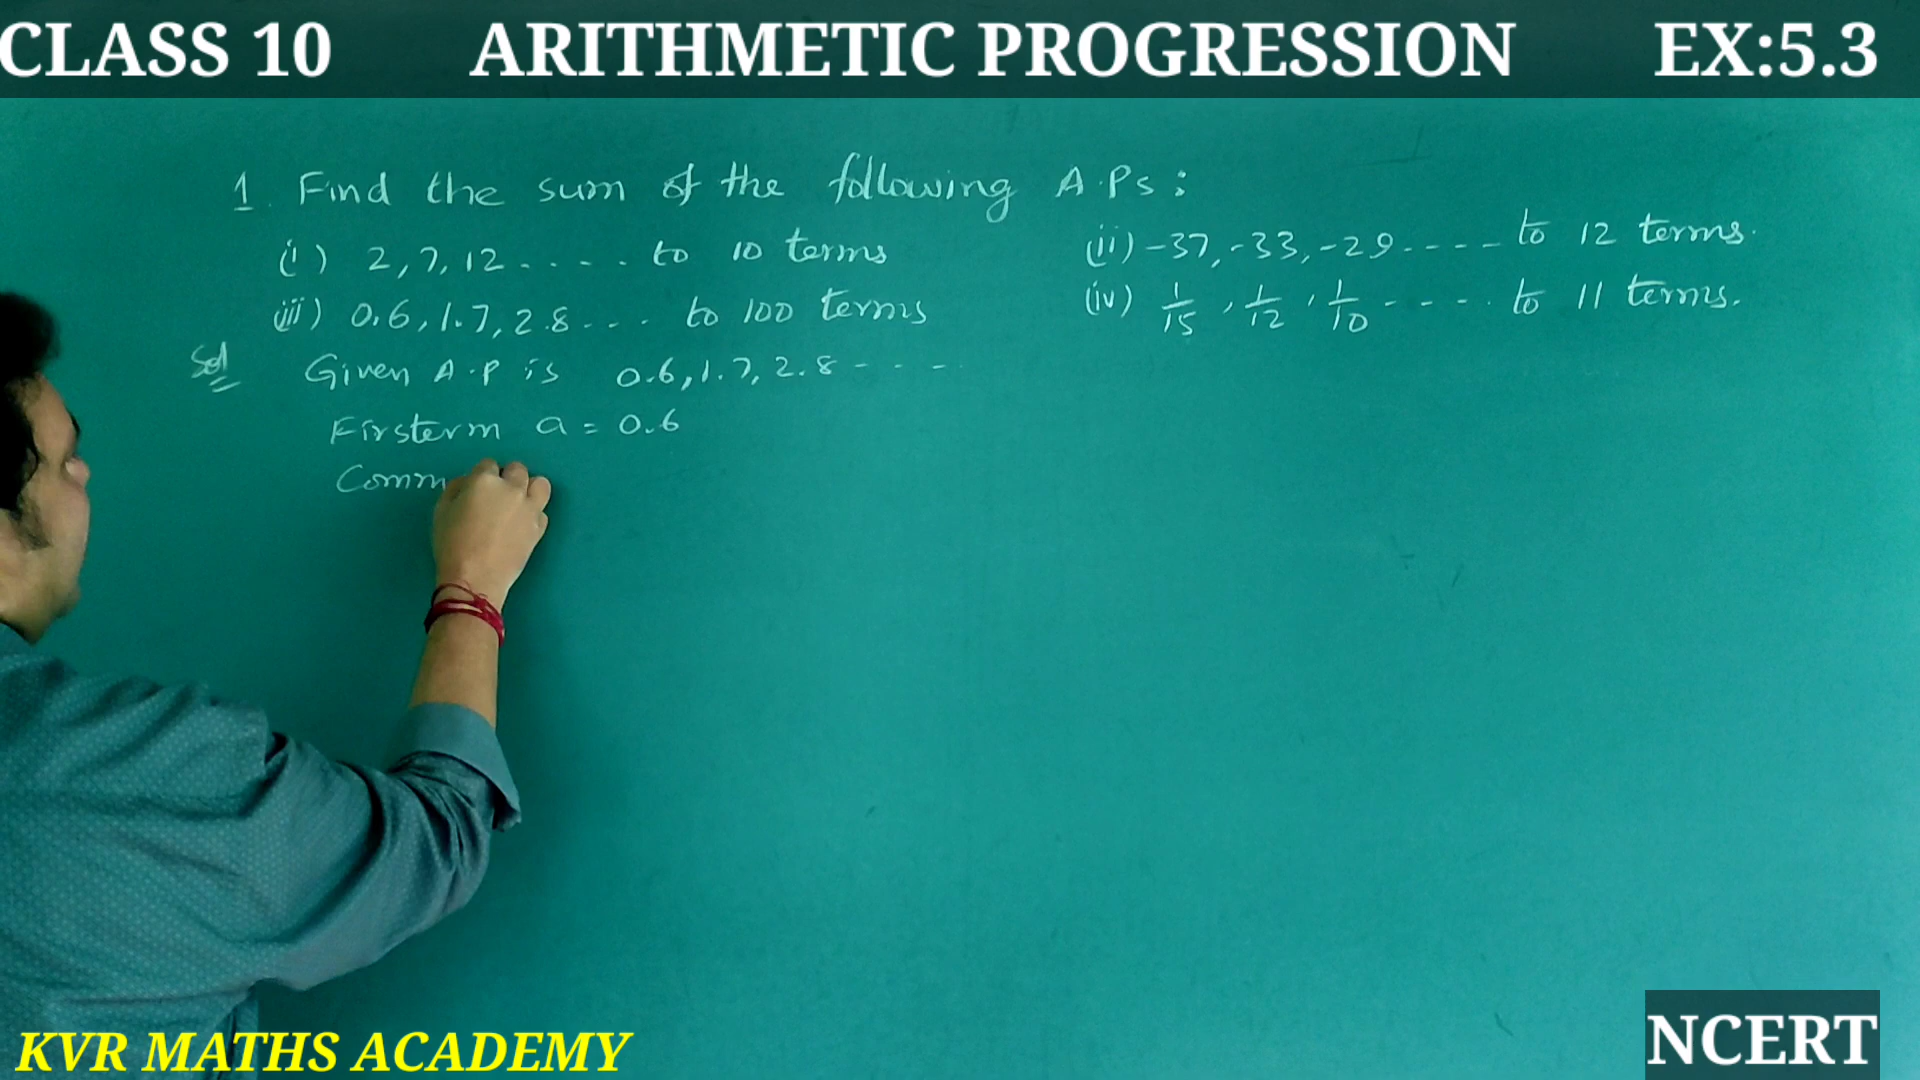 CLASS 10 ARITHMETIC PROGRESSION EX:5.3
1. Find the sum of the following A.Ps:
(i) 2, 7, 12 . . . . to 10 terms (ii) -37, -33, -29 - - - - to 12 terms.
(iii) 0.6, 1.7, 2.8 - - - . to 100 terms (iv) 1/15, 1/12, 1/10 - - - - . to 11 terms.
Sol Given A.P is 0.6, 1.7, 2.8 - - - -
Firsterm a = 0.6
Comm
KVR MATHS ACADEMY
NCERT